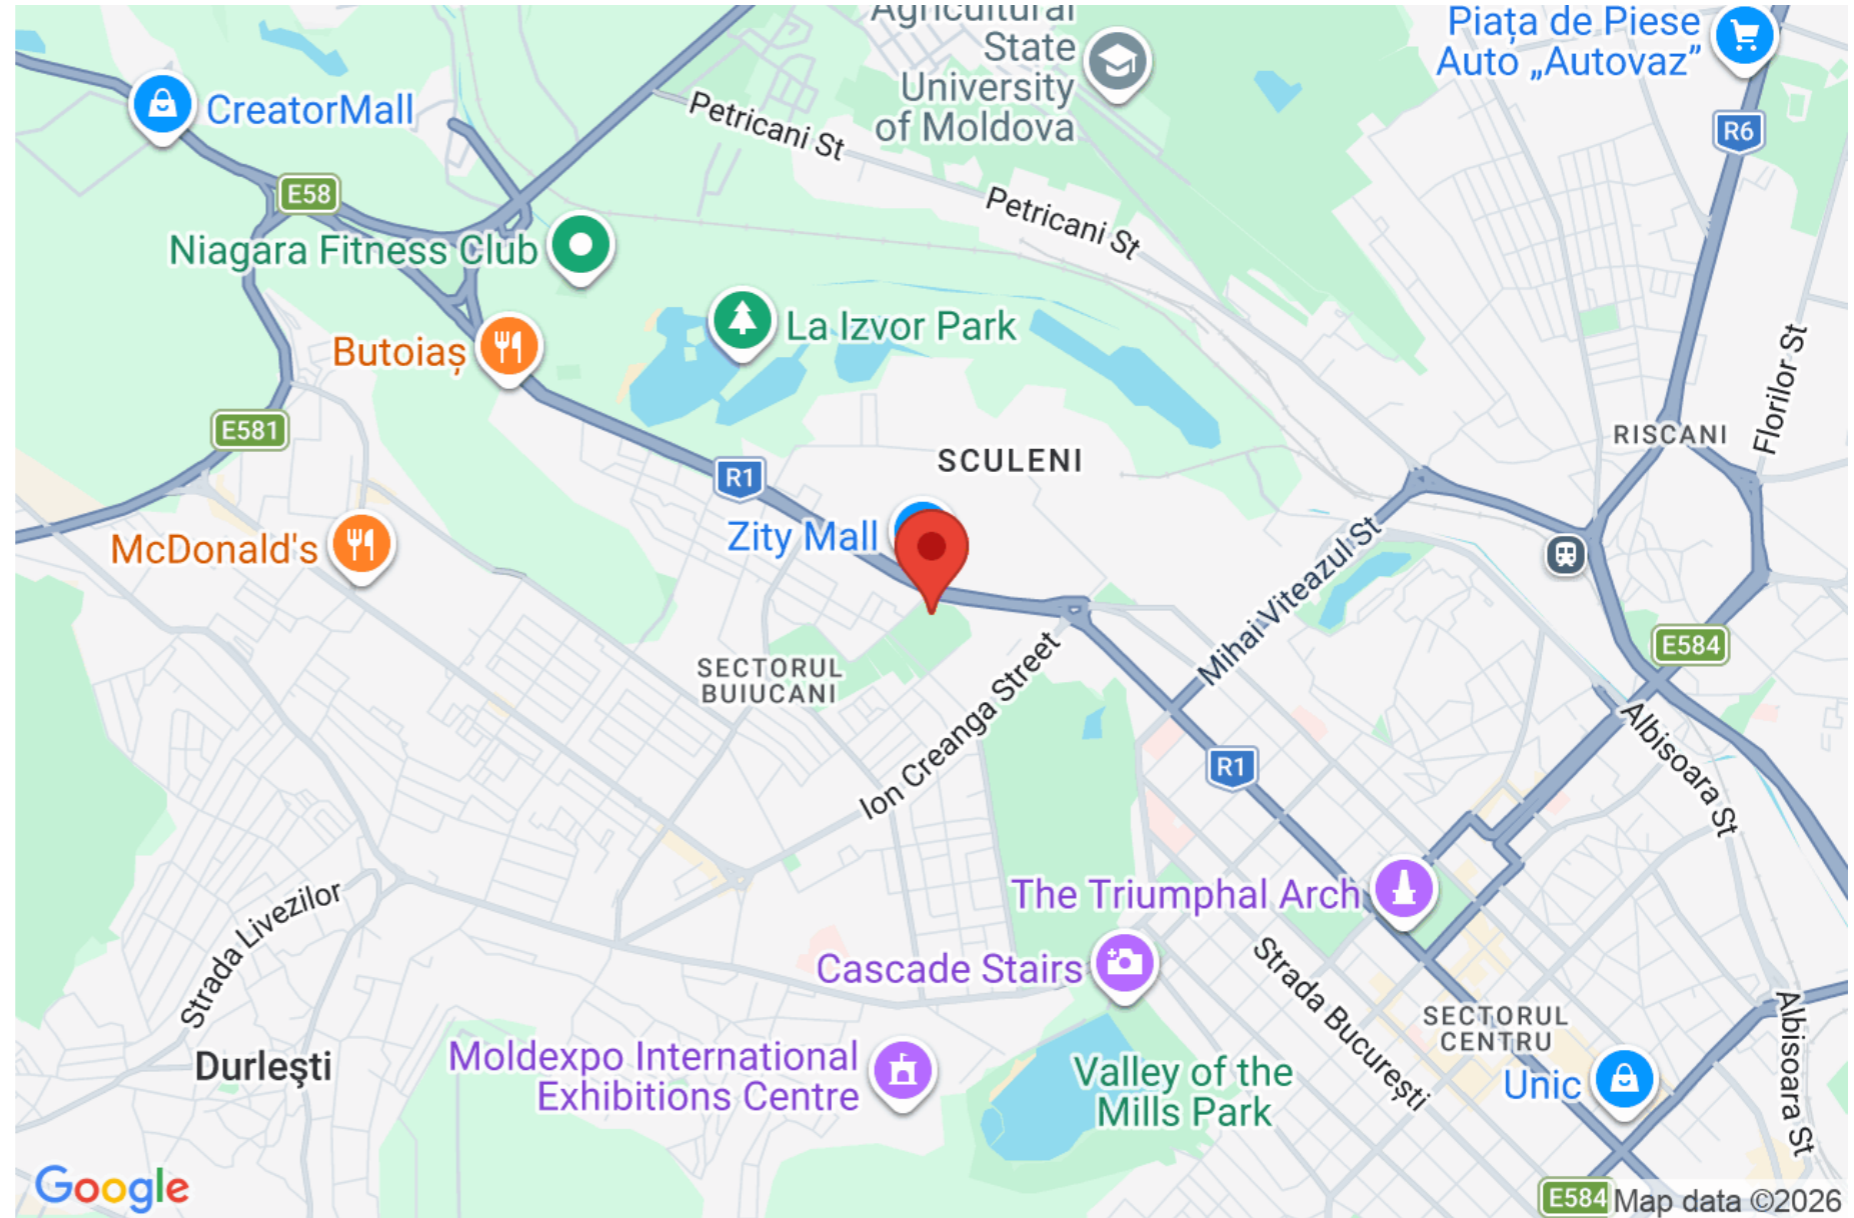 Agricultural
State
University
of Moldova
Piața de Piese
Auto „Autovaz”
CreatorMall
Petricani St
R6
E58
Petricani St
Niagara Fitness Club
La Izvor Park
Butoiaș
Florilor St
E581
RISCANI
SCULENI
R1
Zity Mall
McDonald's
Mihai Viteazul St
E584
SECTORUL
BUIUCANI
Ion Creanga Street
Albisoara St
R1
The Triumphal Arch
Strada Livezilor
Cascade Stairs
Strada București
SECTORUL
CENTRU
Albisoara St
Durleşti
Moldexpo International
Exhibitions Centre
Valley of the
Mills Park
Unic
Google
E584
Map data ©2026